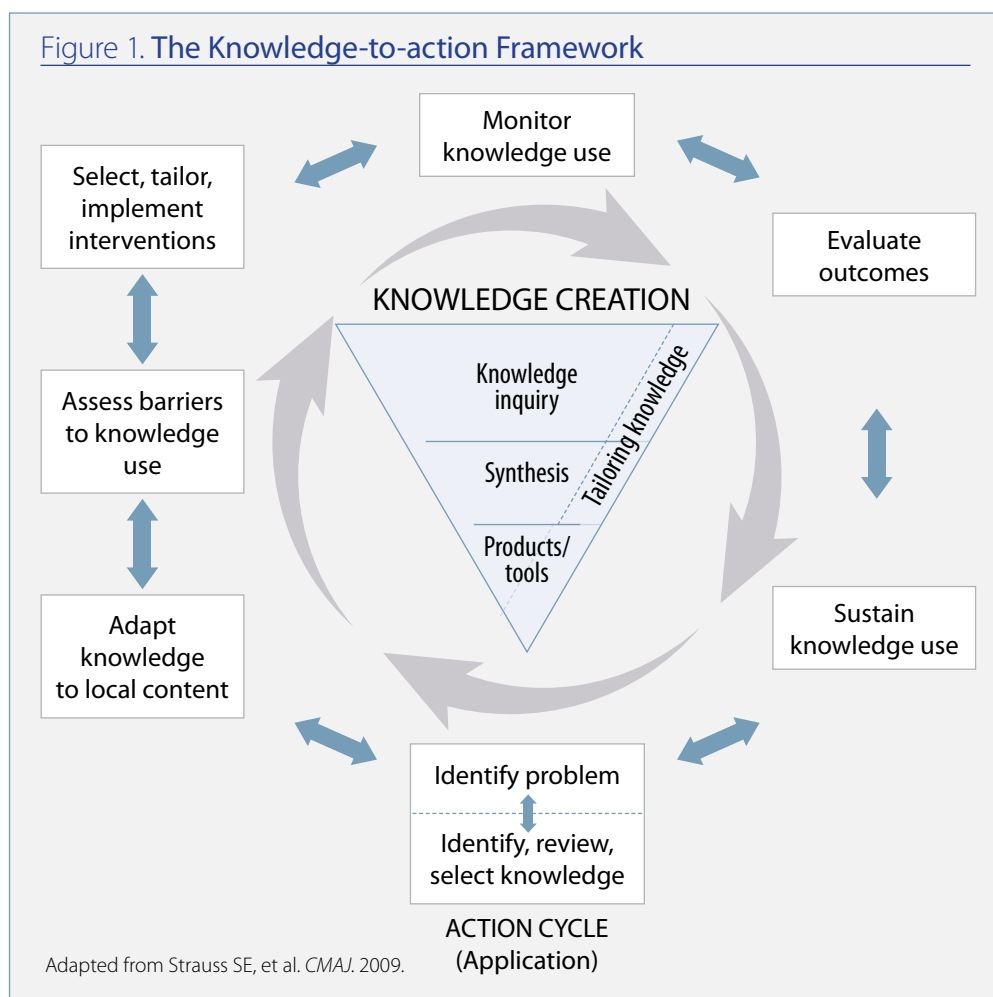 Figure 1. The Knowledge-to-action Framework
Monitor
knowledge use
Select, tailor,
implement
interventions
Evaluate
outcomes
KNOWLEDGE CREATION
Knowledge
inquiry
Tailoring knowledge
Synthesis
Products/
tools
Assess barriers
to knowledge
use
Adapt
knowledge
to local content
Sustain
knowledge use
Identify problem
Identify, review,
select knowledge
ACTION CYCLE
(Application)
Adapted from Strauss SE, et al. CMAJ. 2009.